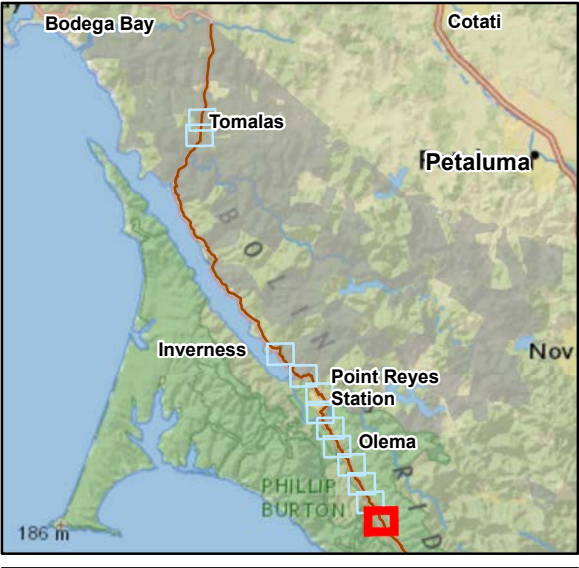 Bodega Bay
Cotati
Tomalas
Petaluma
B O L I N
Inverness
Nov
Point Reyes
Station
Olema
R I D
PHILLIP
BURTON
186 m